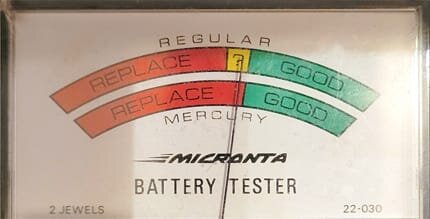 REGULAR
REPLACE ? GOOD
REPLACE GOOD
MERCURY
MICRONTA
BATTERY TESTER
2 JEWELS 22-030